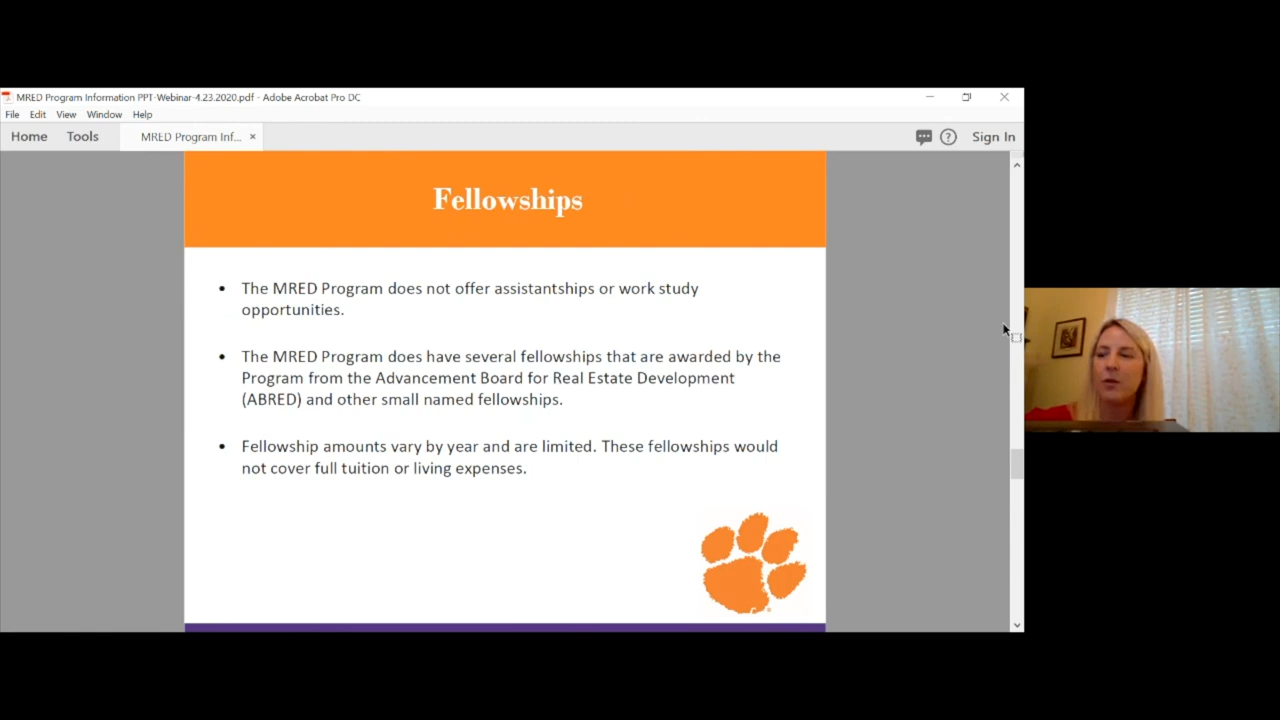 MRED Program Information PPT-Webinar-4.23.2020.pdf - Adobe Acrobat Pro DC
File Edit View Window Help
Home Tools MRED Program Inf... × Sign In
Fellowships
• The MRED Program does not offer assistantships or work study
opportunities.
• The MRED Program does have several fellowships that are awarded by the
Program from the Advancement Board for Real Estate Development
(ABRED) and other small named fellowships.
• Fellowship amounts vary by year and are limited. These fellowships would
not cover full tuition or living expenses.